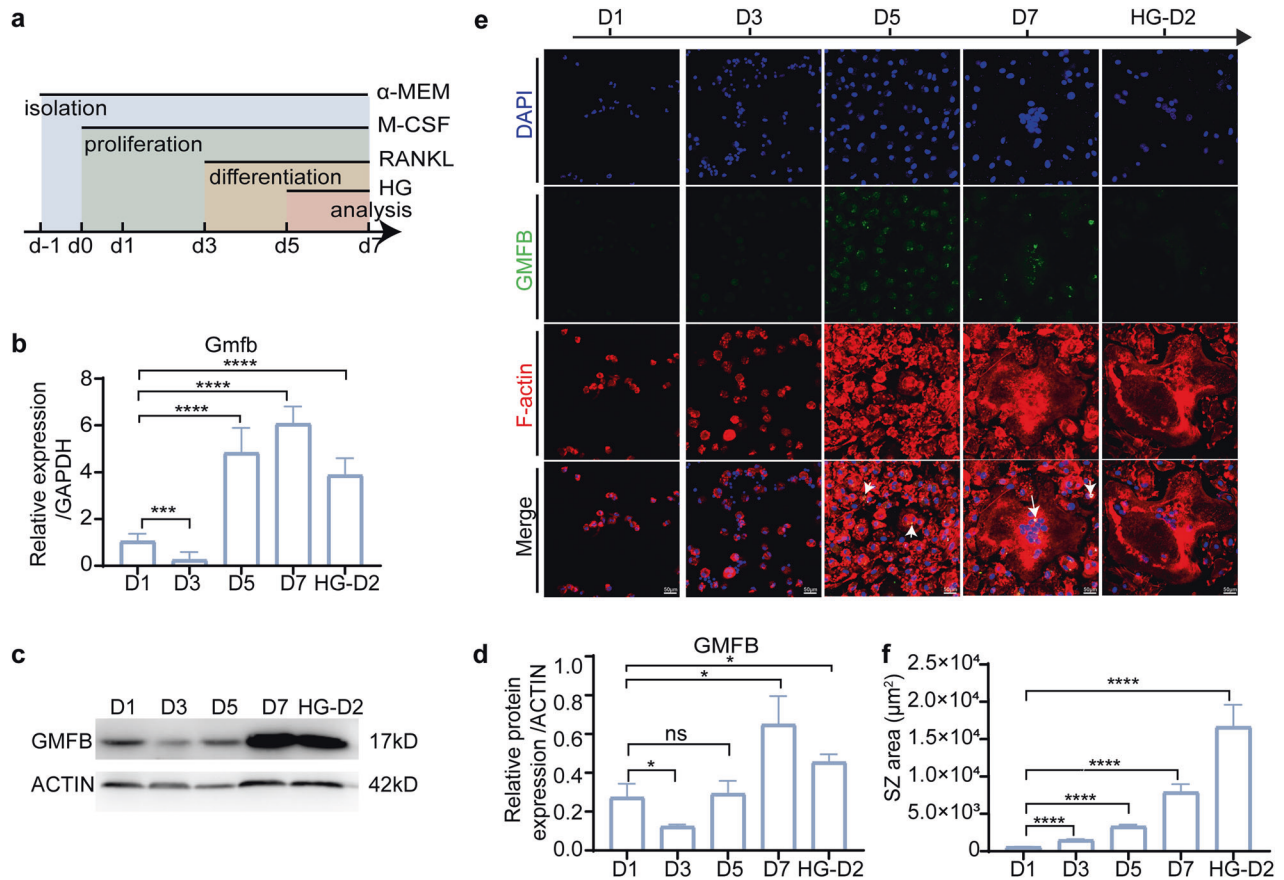 a
α-MEM
isolation
M-CSF
proliferation
RANKL
differentiation
HG
analysis
d-1 d0 d1 d3 d5 d7
b
Gmfb
Relative expression
/GAPDH
8
6
4
2
0
****
****
****
***
D1 D3 D5 D7 HG-D2
c
D1 D3 D5 D7 HG-D2
GMFB 17kD
ACTIN 42kD
e
D1 D3 D5 D7 HG-D2
DAPI
GMFB
F-actin
Merge
50μm 50μm 50μm 50μm 50μm
d
GMFB
Relative protein
expression /ACTIN
1.0
0.8
0.6
0.4
0.2
0.0
*
*
ns
*
D1 D3 D5 D7 HG-D2
f
SZ area (μm²)
2.5×10⁴
2.0×10⁴
1.5×10⁴
1.0×10⁴
5.0×10³
0
****
****
****
****
D1 D3 D5 D7 HG-D2